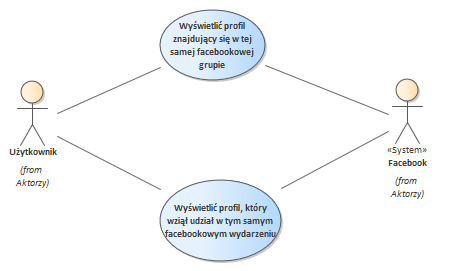 Wyświetlić profil
znajdujący się w tej
samej facebookowej
grupie
Użytkownik
(from
Aktorzy)
«System»
Facebook
(from
Aktorzy)
Wyświetlić profil, który
wziął udział w tym samym
facebookowym wydarzeniu